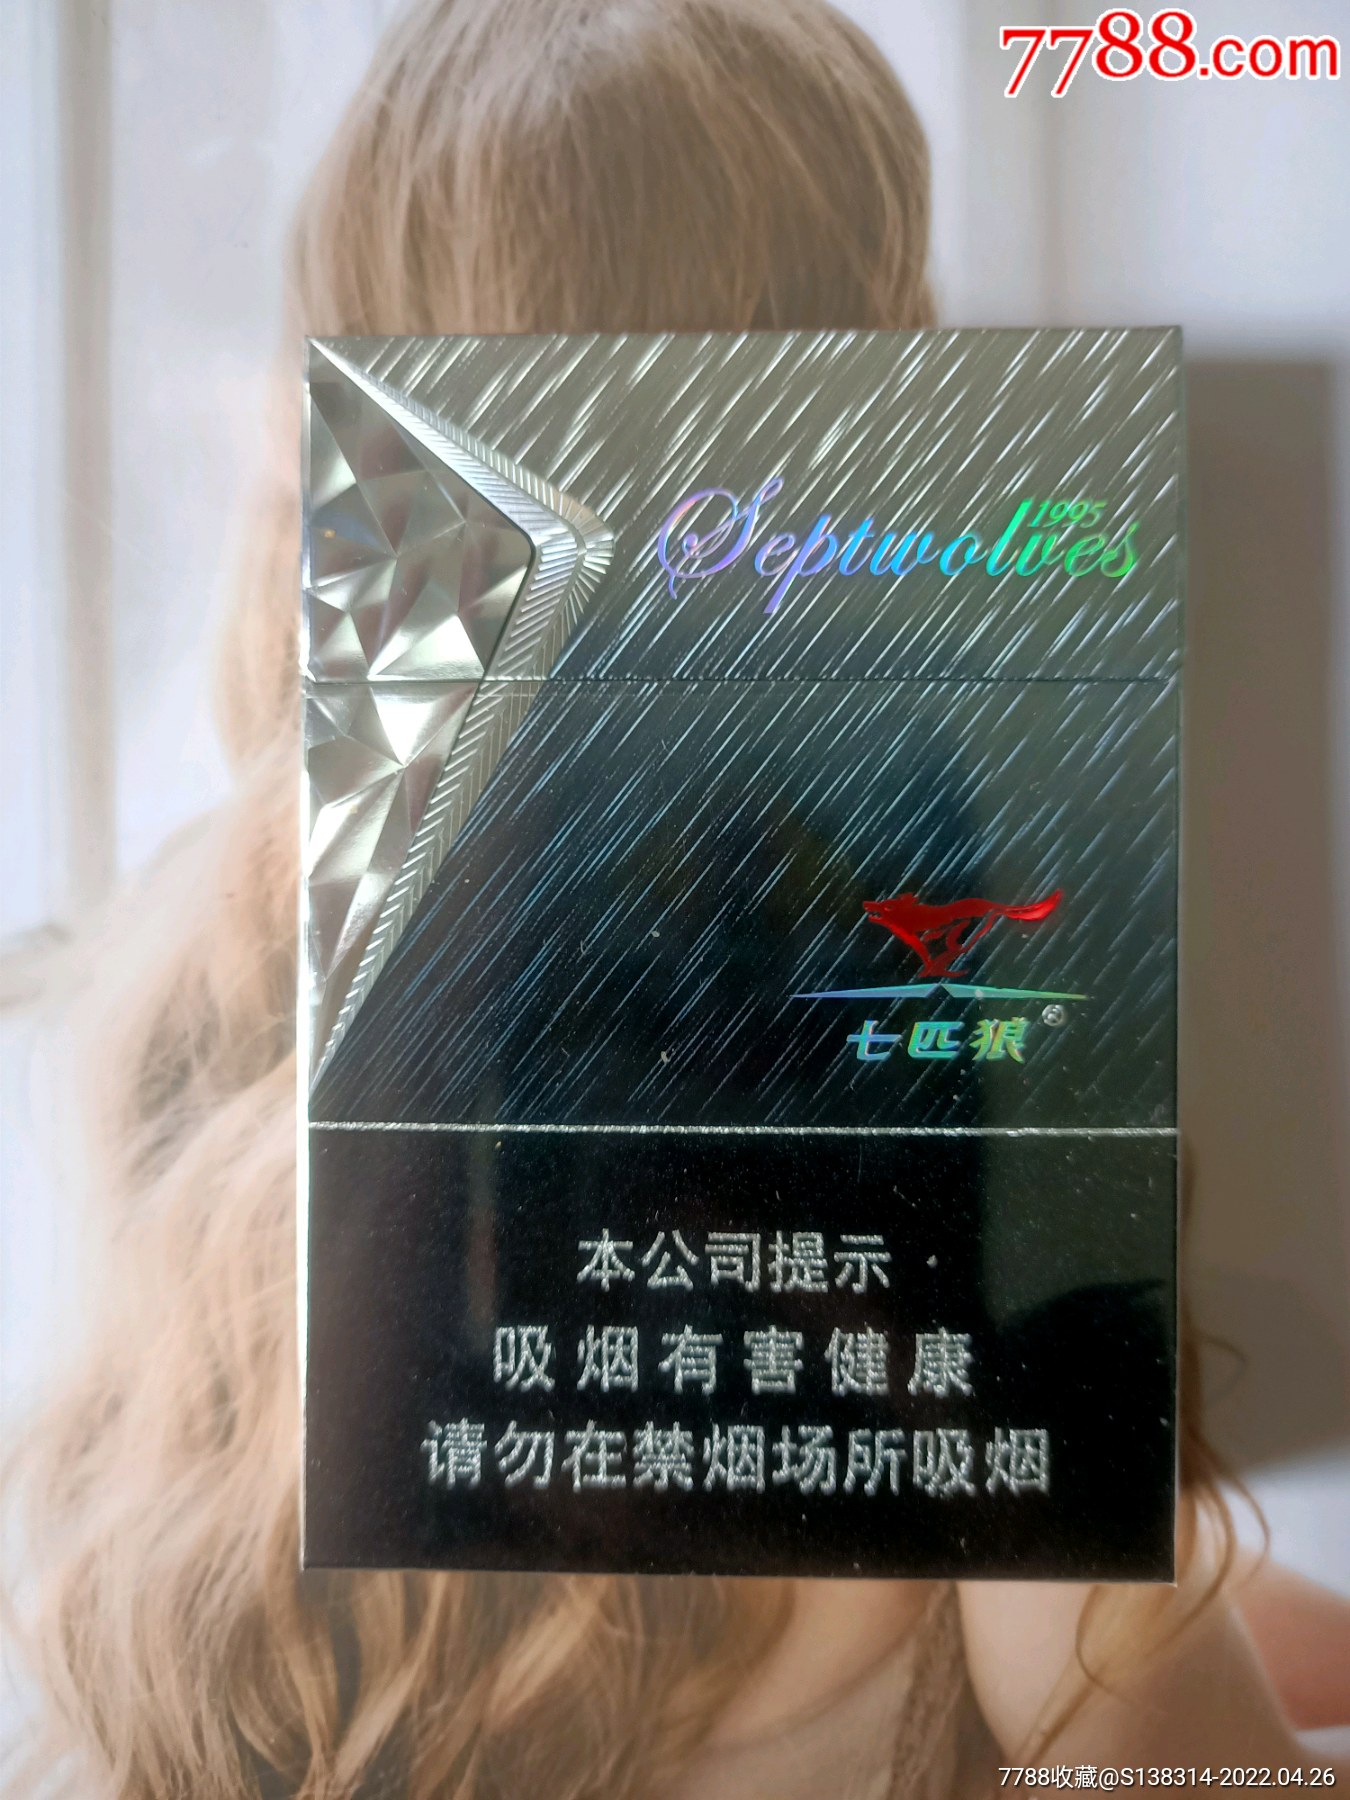 7788.com
1995
Septwolves
七匹狼®
本公司提示
吸烟有害健康
请勿在禁烟场所吸烟
7788收藏@S138314-2022.04.26